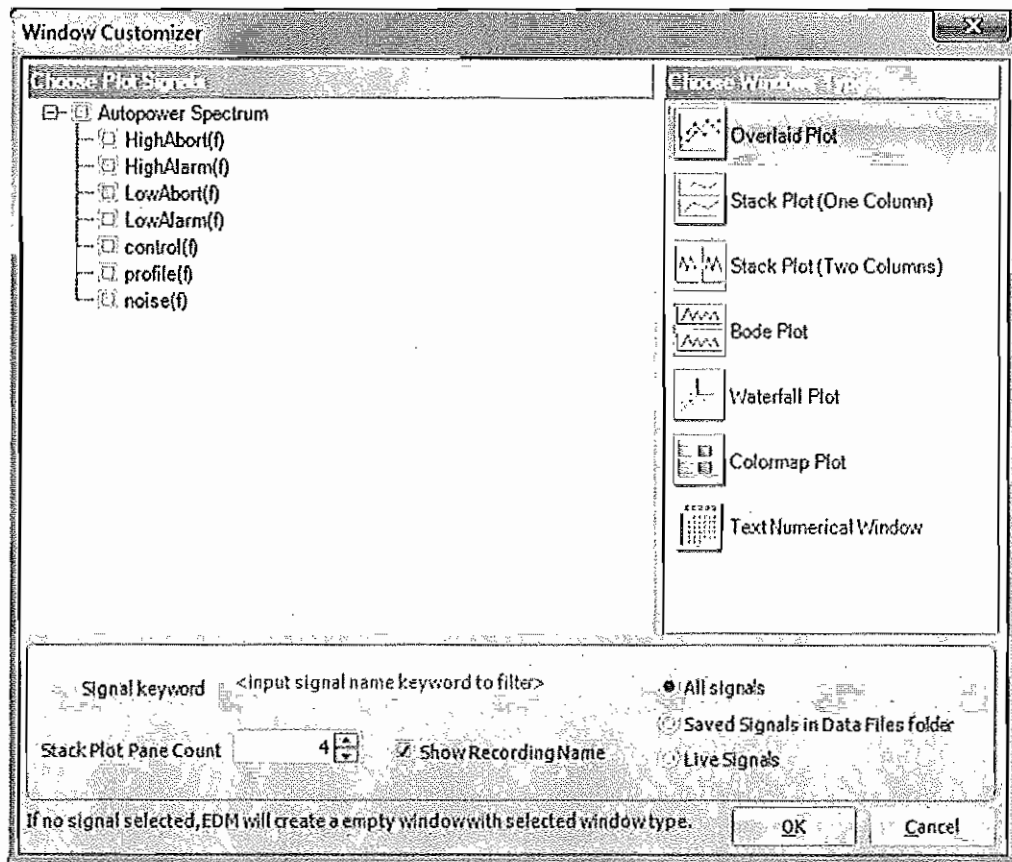 Window Customizer
Choose Plot Signals
Autopower Spectrum
HighAbort(f)
HighAlarm(f)
LowAbort(f)
LowAlarm(f)
control(f)
profile(f)
noise(f)
Choose Window Type
Overlaid Plot
Stack Plot (One Column)
Stack Plot (Two Columns)
Bode Plot
Waterfall Plot
Colormap Plot
Text Numerical Window
Signal keyword <input signal name keyword to filter>
Stack Plot Pane Count 4 Show Recording Name
All signals
Saved Signals in Data Files folder
Live Signals
If no signal selected, EDM will create a empty window with selected window type.
OK Cancel